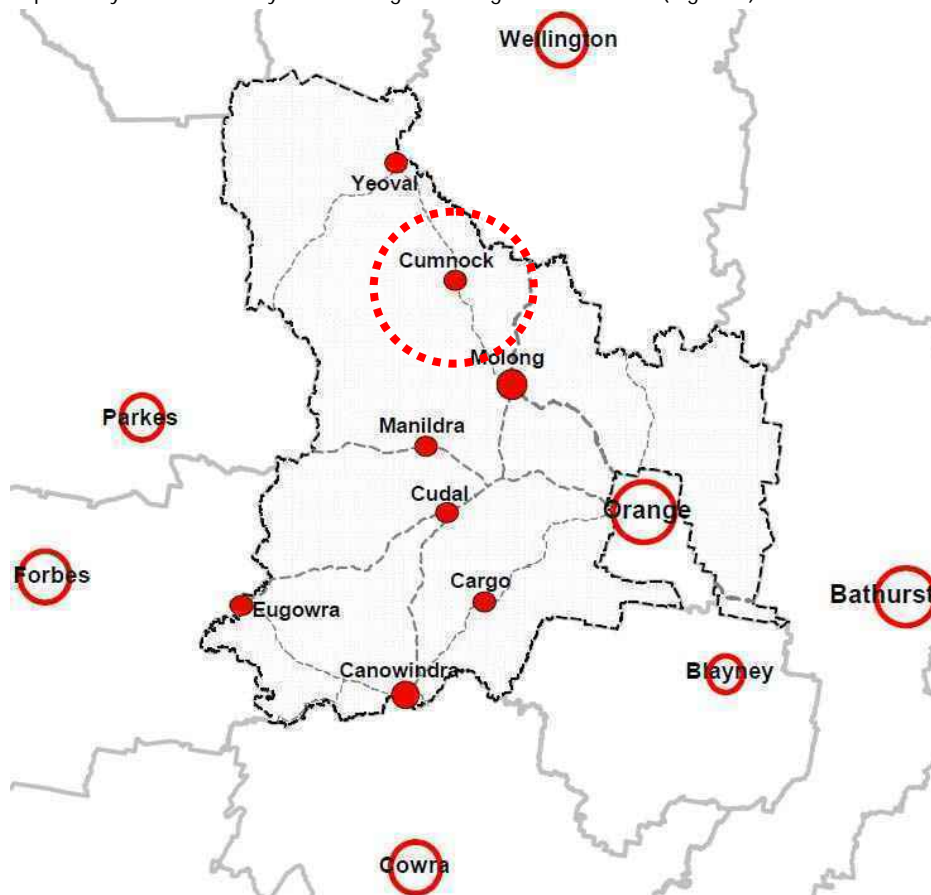 Wellington
Yeoval
Cumnock
Molong
Parkes
Manildra
Cudal
Orange
Forbes
Cargo
Eugowra
Bathurst
Canowindra
Blayney
Cowra